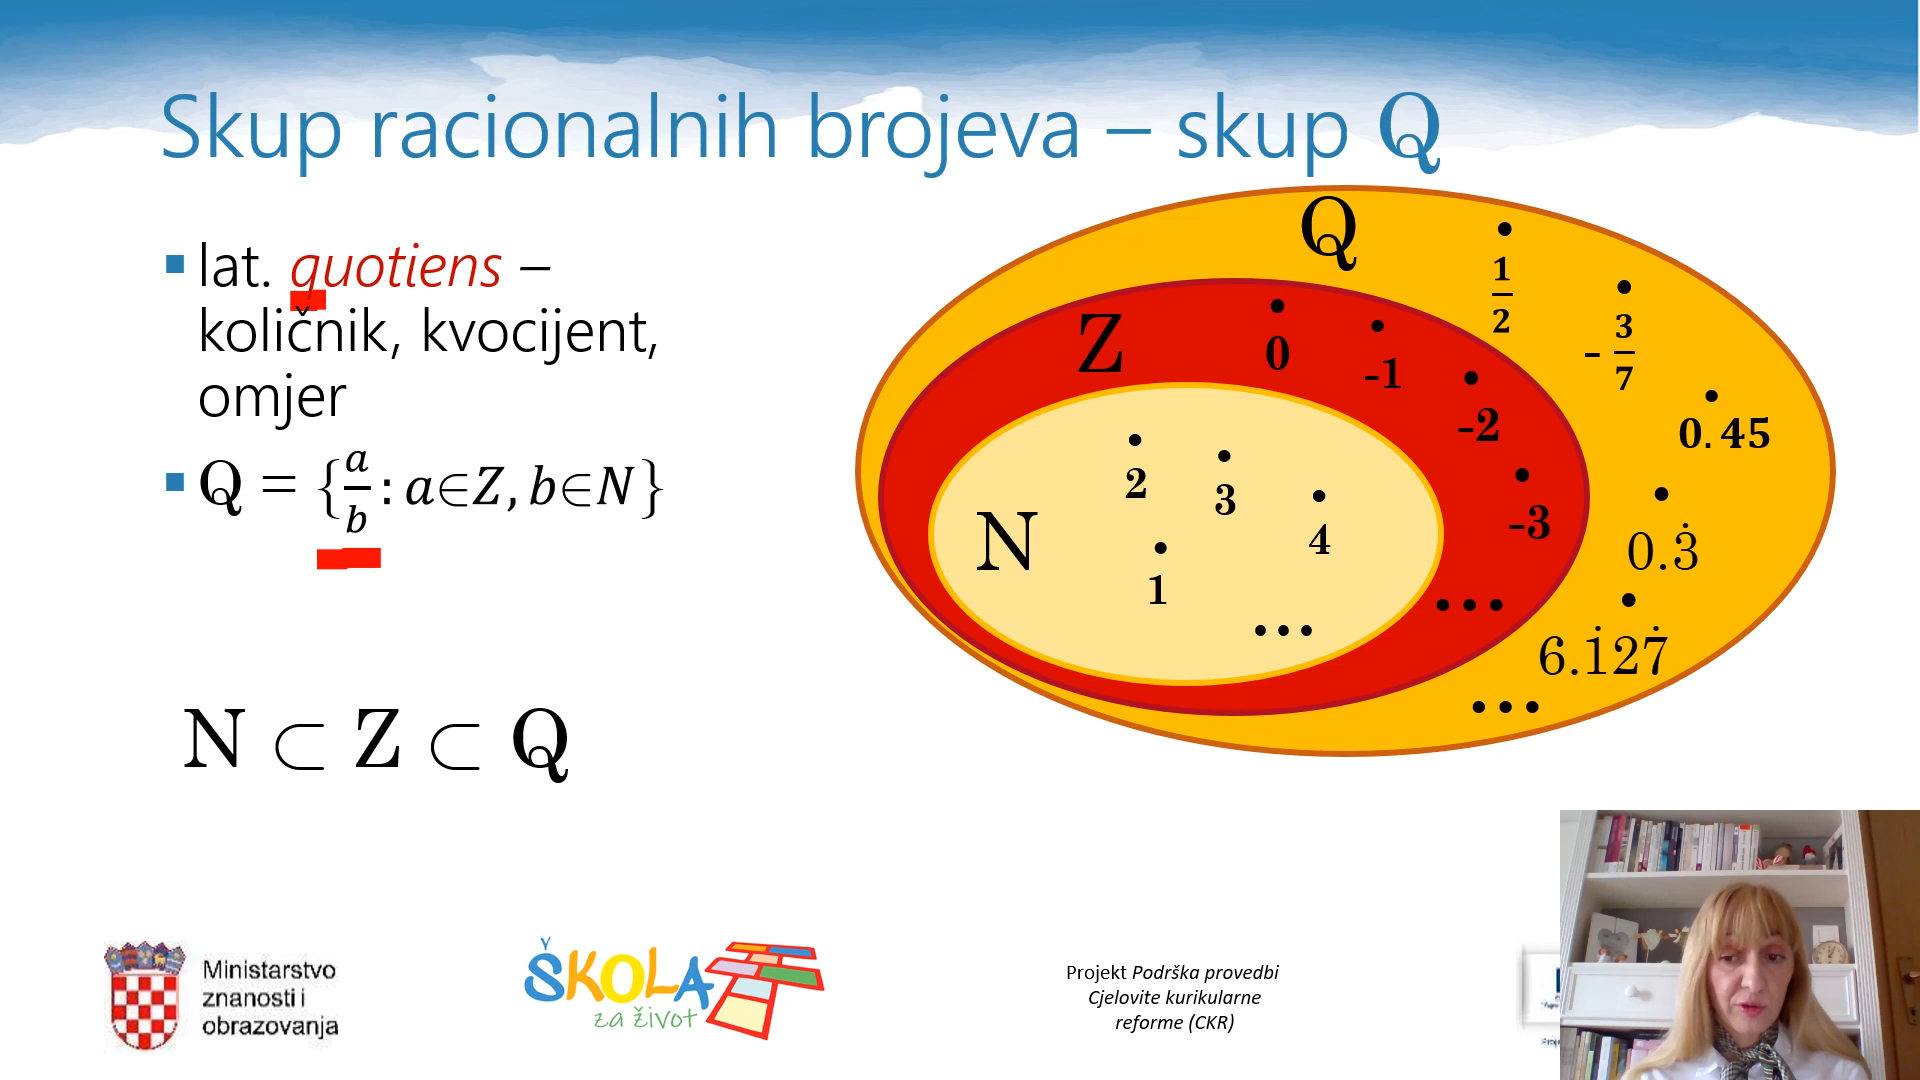 Skup racionalnih brojeva – skup Q
lat. quotiens –
količnik, kvocijent,
omjer
Q = {a/b : a∈Z, b∈N}
N ⊂ Z ⊂ Q
Q
1/2
- 3/7
0.45
0.3̇
6.1̇27̇
...
Z
0
-1
-2
-3
...
N
2
3
4
1
...
Ministarstvo
znanosti i
obrazovanja
ŠKOLA
za život
Projekt Podrška provedbi
Cjelovite kurikularne
reforme (CKR)